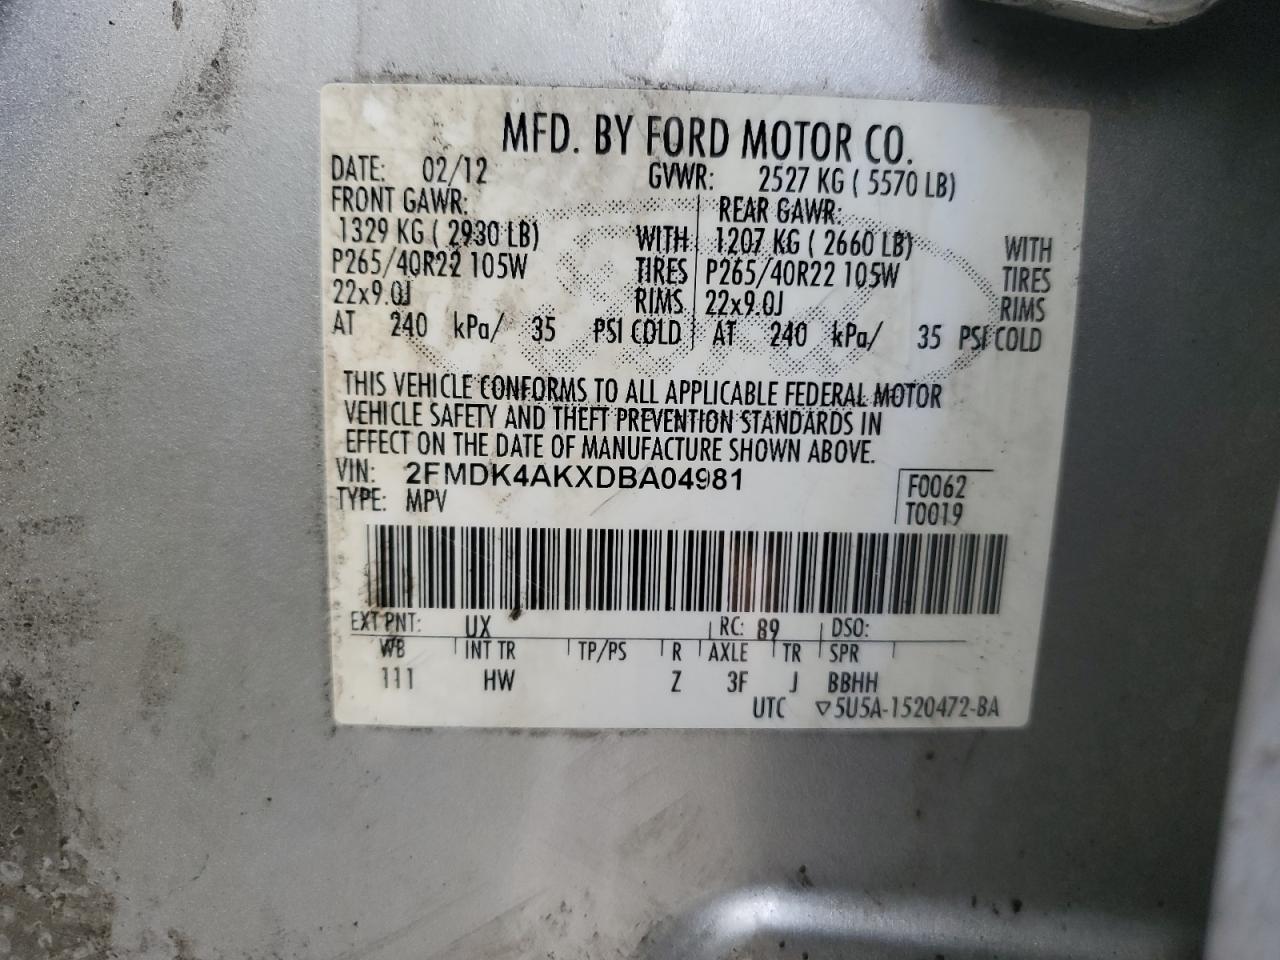 MFD. BY FORD MOTOR CO.
DATE: 02/12 GVWR: 2527 KG ( 5570 LB)
FRONT GAWR: REAR GAWR:
1329 KG ( 2930 LB) WITH 1207 KG ( 2660 LB) WITH
P265/40R22 105W TIRES P265/40R22 105W TIRES
22x9.0J RIMS 22x9.0J RIMS
AT 240 kPa/ 35 PSI COLD AT 240 kPa/ 35 PSI COLD
THIS VEHICLE CONFORMS TO ALL APPLICABLE FEDERAL MOTOR
VEHICLE SAFETY AND THEFT PREVENTION STANDARDS IN
EFFECT ON THE DATE OF MANUFACTURE SHOWN ABOVE.
VIN: 2FMDK4AKXDBA04981 F0062
TYPE: MPV T0019
EXT PNT: UX RC: 89 DSO:
WB INT TR TP/PS R AXLE TR SPR
111 HW Z 3F J BBHH
UTC ▽5U5A-1520472-BA